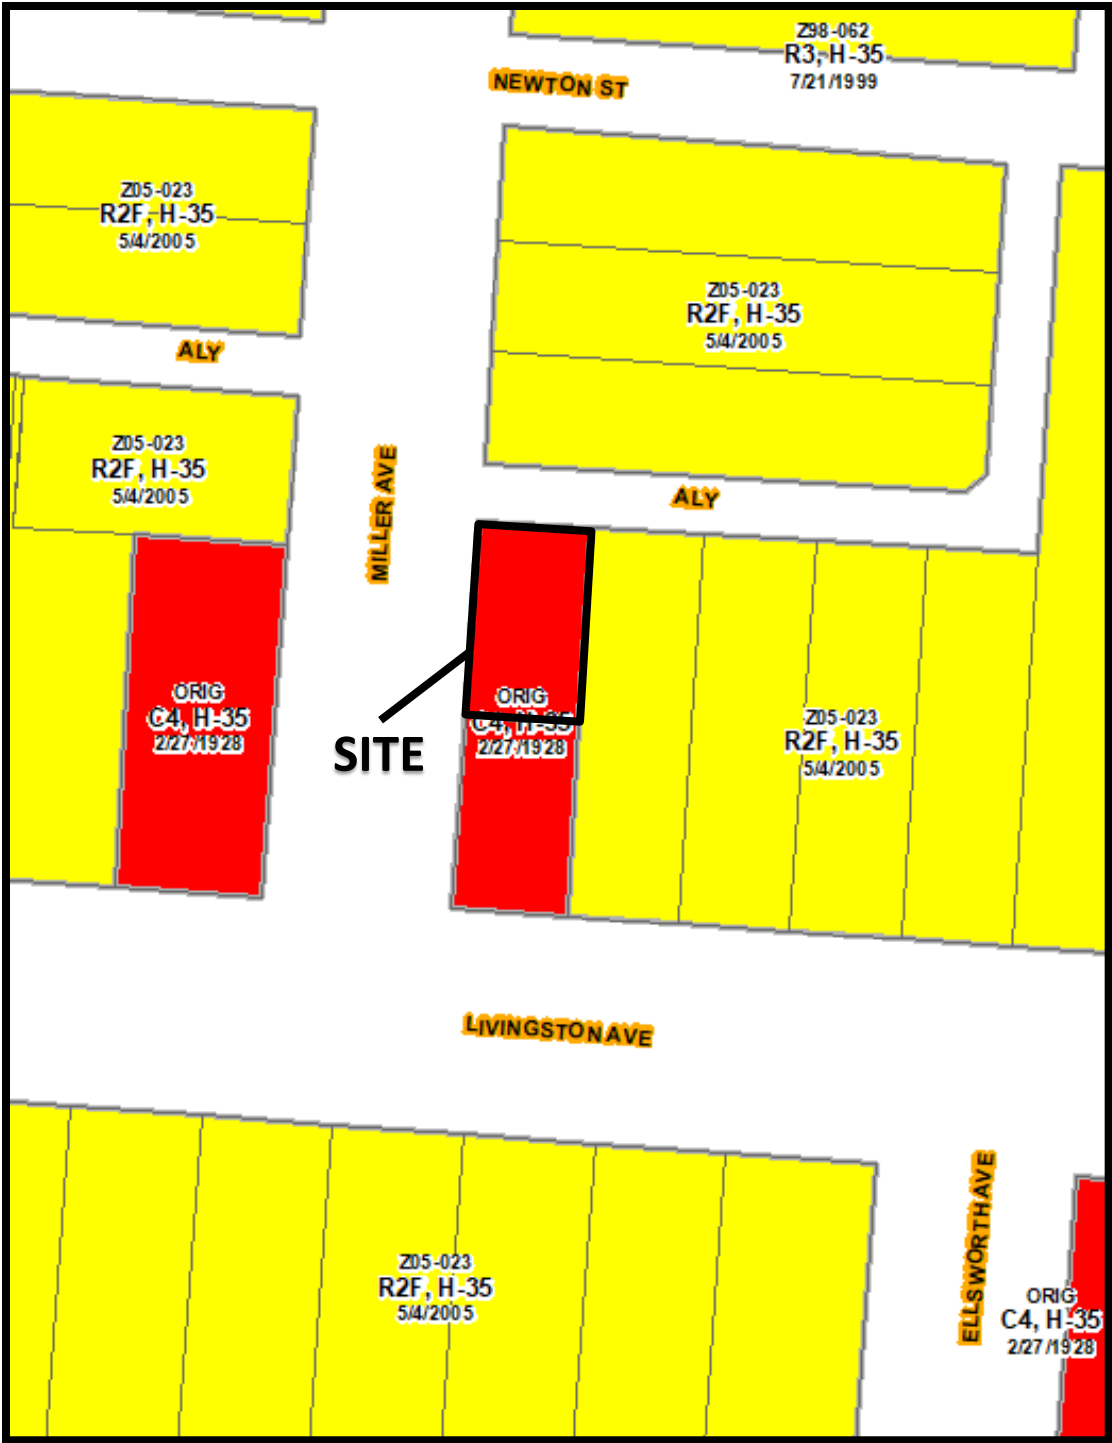 Z98-062
R3, H-35
7/21/1999
NEWTON ST
Z05-023
R2F, H-35
5/4/2005
Z05-023
R2F, H-35
5/4/2005
ALY
Z05-023
R2F, H-35
5/4/2005
MILLER AVE
ALY
ORIG
C4, H-35
2/27/1928
ORIG
C4, H-35
2/27/1928
SITE
Z05-023
R2F, H-35
5/4/2005
LIVINGSTON AVE
ELLSWORTH AVE
Z05-023
R2F, H-35
5/4/2005
ORIG
C4, H-35
2/27/1928